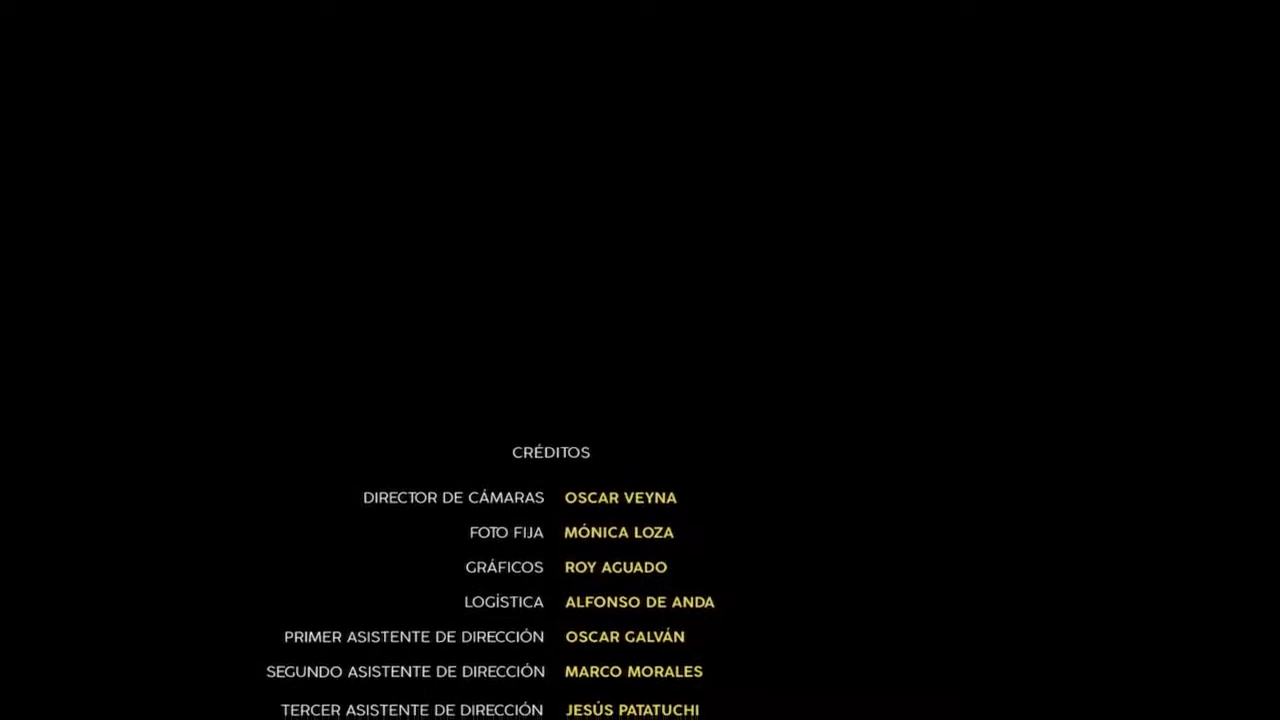 CRÉDITOS
DIRECTOR DE CÁMARAS OSCAR VEYNA
FOTO FIJA MÓNICA LOZA
GRÁFICOS ROY AGUADO
LOGÍSTICA ALFONSO DE ANDA
PRIMER ASISTENTE DE DIRECCIÓN OSCAR GALVÁN
SEGUNDO ASISTENTE DE DIRECCIÓN MARCO MORALES
TERCER ASISTENTE DE DIRECCIÓN JESÚS PATATUCHI